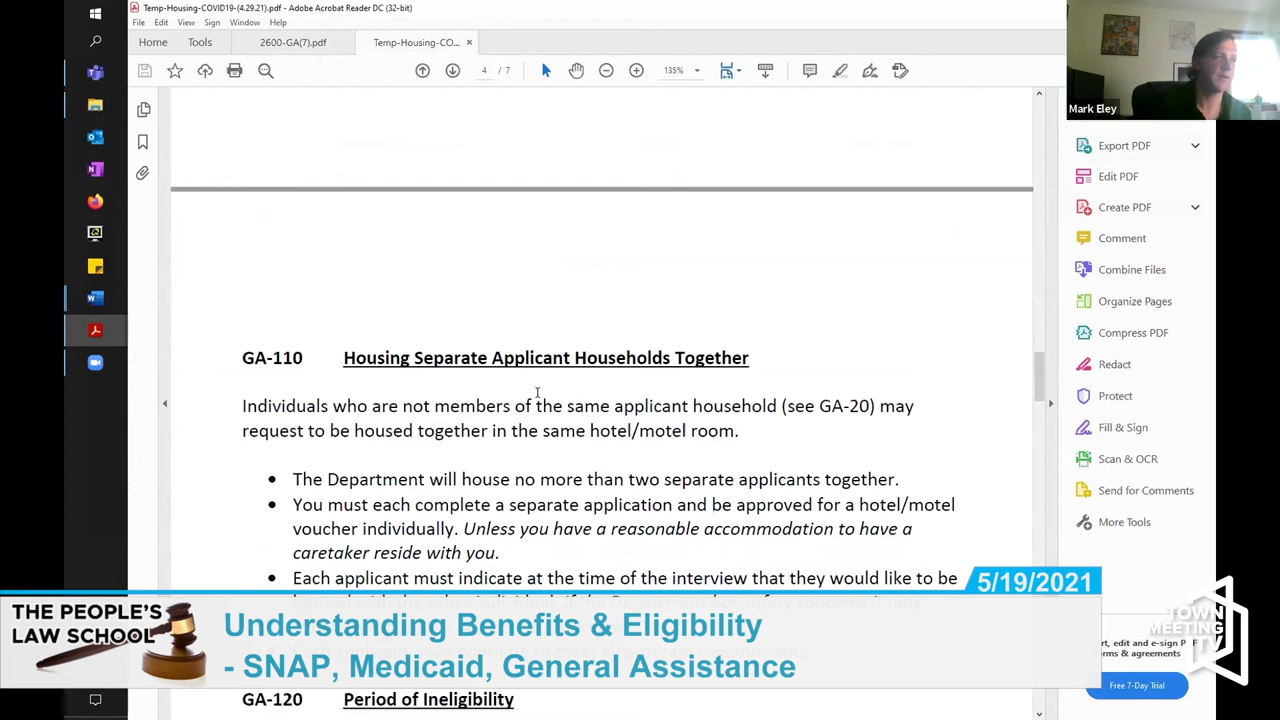 Temp-Housing-COVID19-(4.29.21).pdf - Adobe Acrobat Reader DC (32-bit)
File Edit View Sign Window Help
Home Tools 2600-GA(7).pdf Temp-Housing-CO... ×
4 / 7 135%
Mark Eley
Export PDF
Edit PDF
Create PDF
Comment
Combine Files
Organize Pages
Compress PDF
Redact
Protect
Fill & Sign
Scan & OCR
Send for Comments
More Tools
GA-110 Housing Separate Applicant Households Together
Individuals who are not members of the same applicant household (see GA-20) may
request to be housed together in the same hotel/motel room.
• The Department will house no more than two separate applicants together.
• You must each complete a separate application and be approved for a hotel/motel
voucher individually. Unless you have a reasonable accommodation to have a
caretaker reside with you.
• Each applicant must indicate at the time of the interview that they would like to be
5/19/2021
THE PEOPLE'S
LAW SCHOOL
Understanding Benefits & Eligibility
- SNAP, Medicaid, General Assistance
TOWN
MEETING
TV
edit and e-sign
& agreements
Free 7-Day Trial
GA-120 Period of Ineligibility